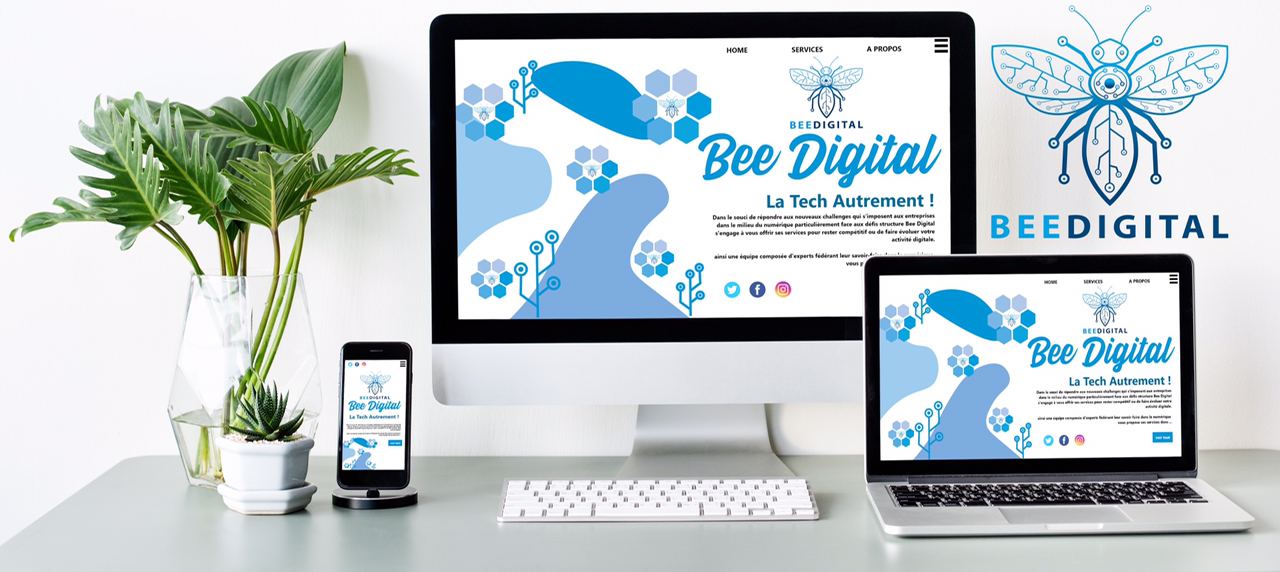 HOME SERVICES A PROPOS
BEEDIGITAL
Bee Digital
La Tech Autrement !
Dans le souci de répondre aux nouveaux challenges qui s'imposent aux entreprises
dans le milieu du numérique particulièrement face aux défis structure Bee Digital
s'engage à vous offrir ses services pour rester compétitif ou de faire évoluer votre
activité digitale.
ainsi une équipe composée d'experts fédérant leur savoir faire dans le numérique
vous p
BEEDIGITAL
HOME SERVICES A PROPOS
BEEDIGITAL
Bee Digital
La Tech Autrement !
Dans le souci de répondre aux nouveaux challenges qui s'imposent aux entreprises
dans le milieu du numérique particulièrement face aux défis structure Bee Digital
s'engage à vous offrir ses services pour rester compétitif ou de faire évoluer votre
activité digitale.
ainsi une équipe composée d'experts fédérant leur savoir faire dans le numérique
vous propose ses services dans ...
voir tout
BEEDIGITAL
Bee Digital
La Tech Autrement !